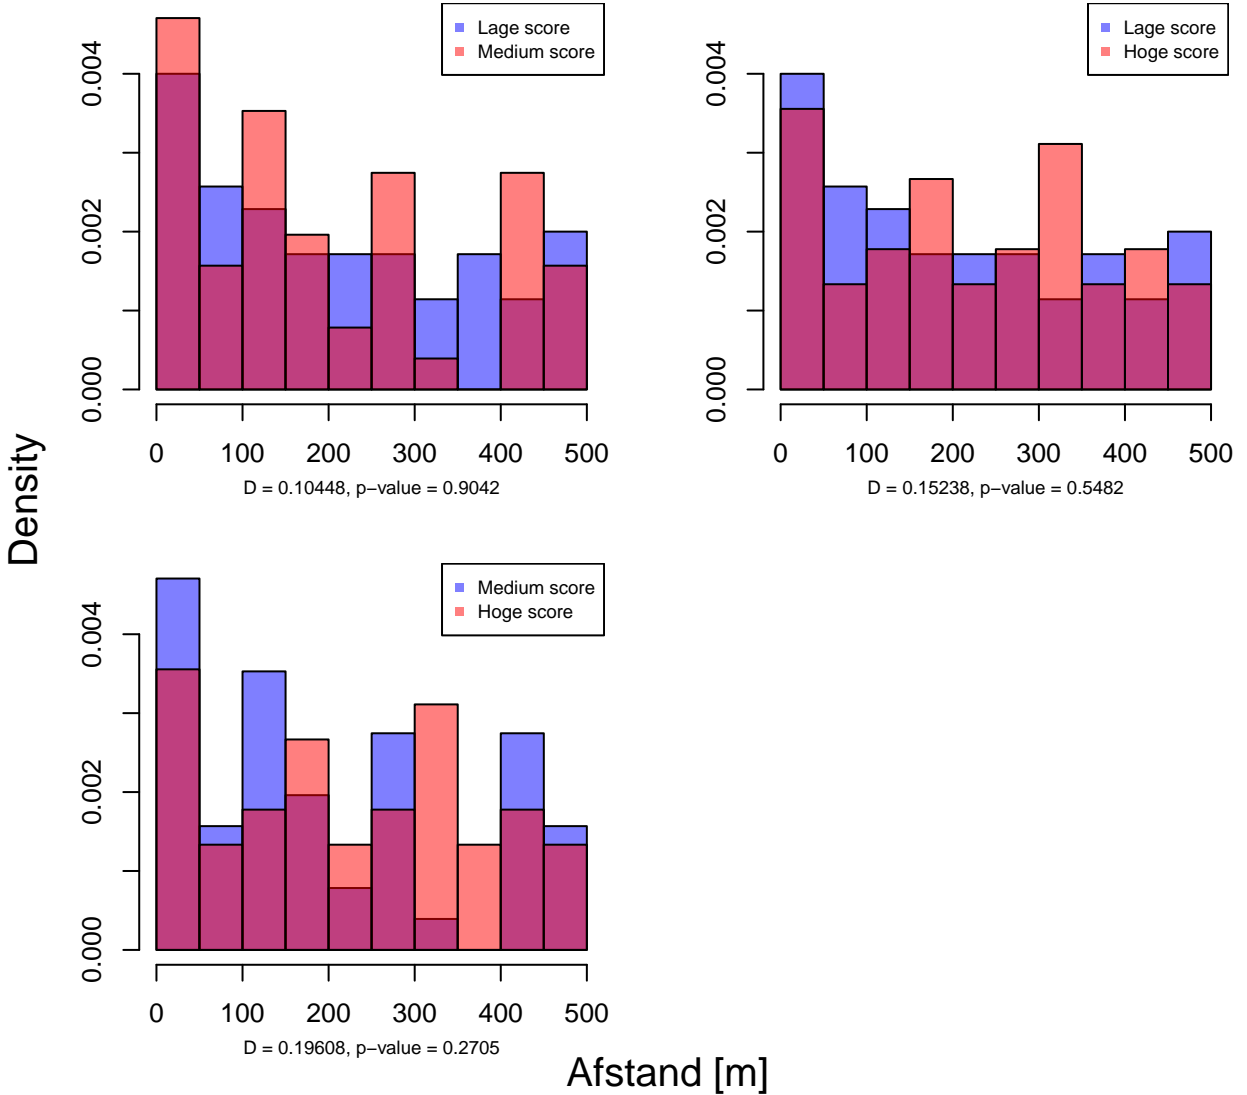 Lage score
Medium score
0.004
0.002
0.000
0 100 200 300 400 500
D = 0.10448, p−value = 0.9042
Lage score
Hoge score
0.004
0.002
0.000
0 100 200 300 400 500
D = 0.15238, p−value = 0.5482
Density
Medium score
Hoge score
0.004
0.002
0.000
0 100 200 300 400 500
D = 0.19608, p−value = 0.2705
Afstand [m]